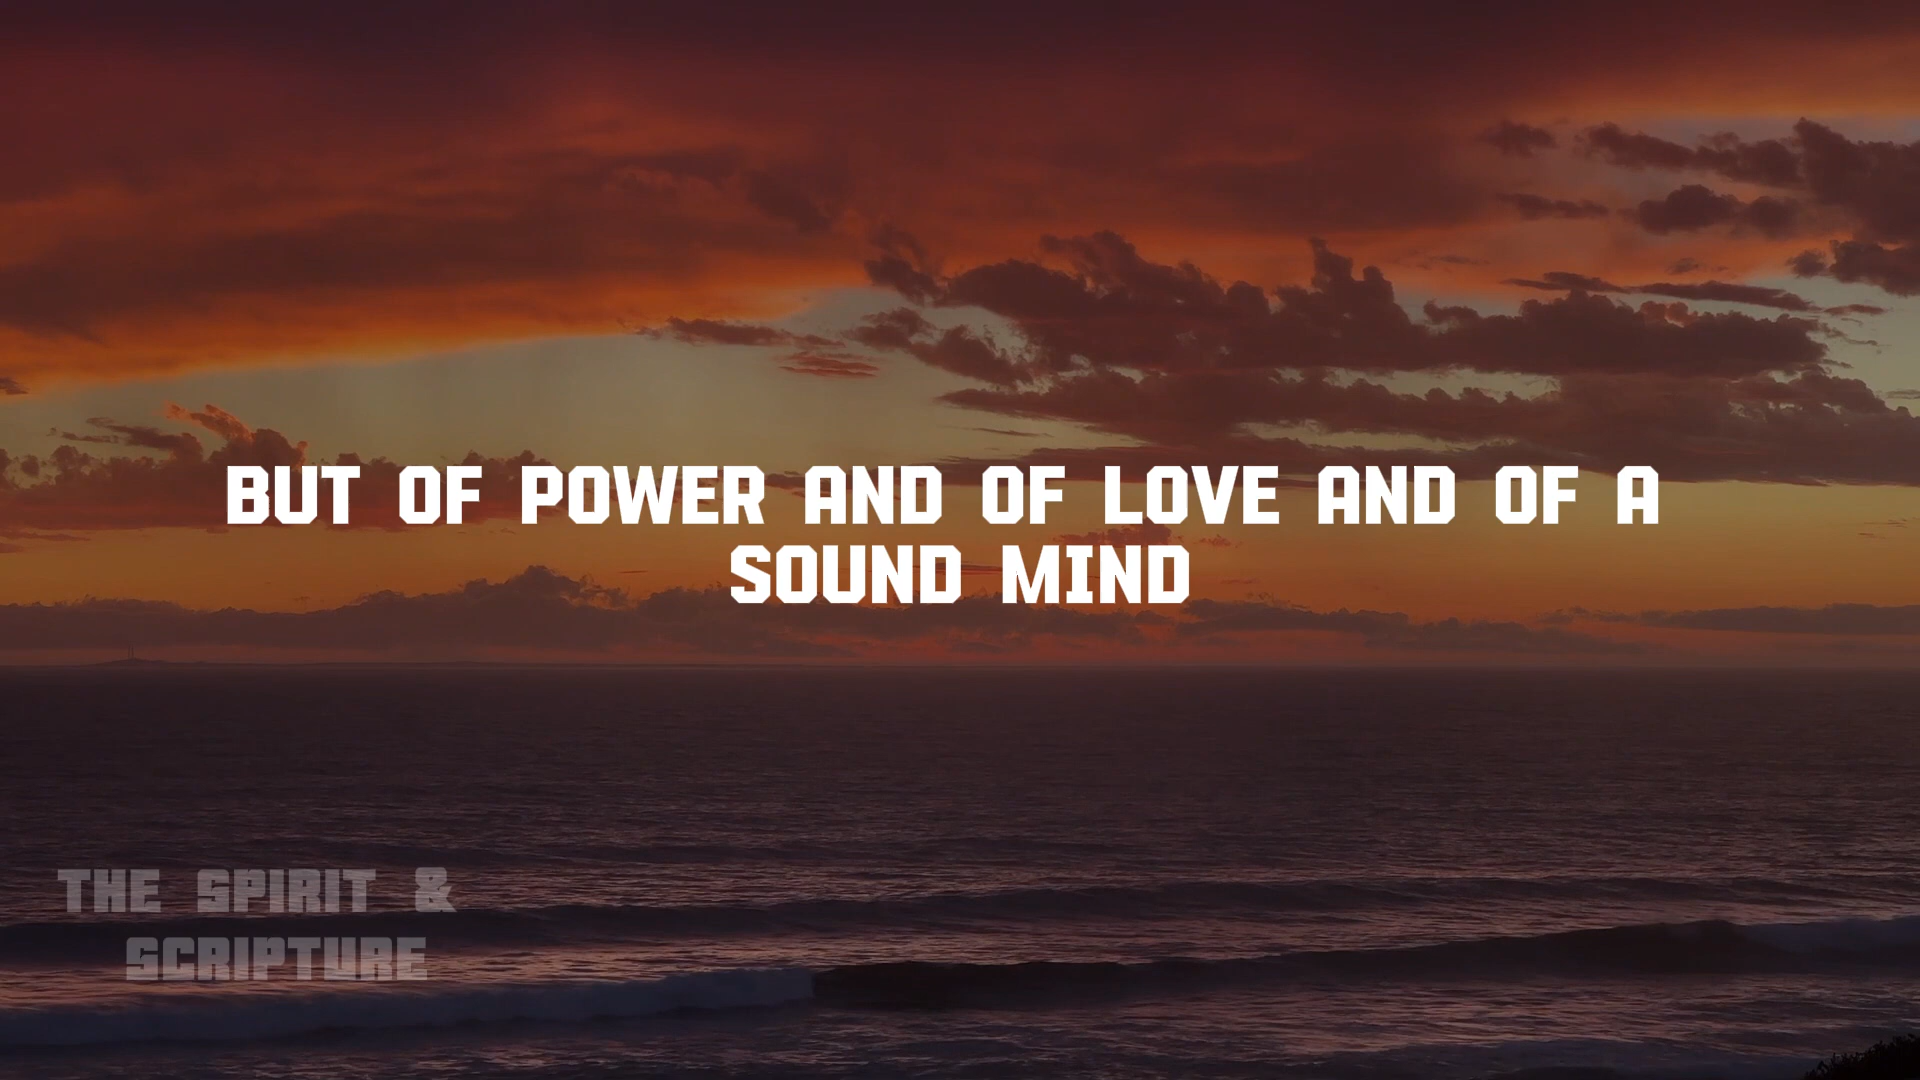 BUT OF POWER AND OF LOVE AND OF A
SOUND MIND
THE SPIRIT &
SCRIPTURE